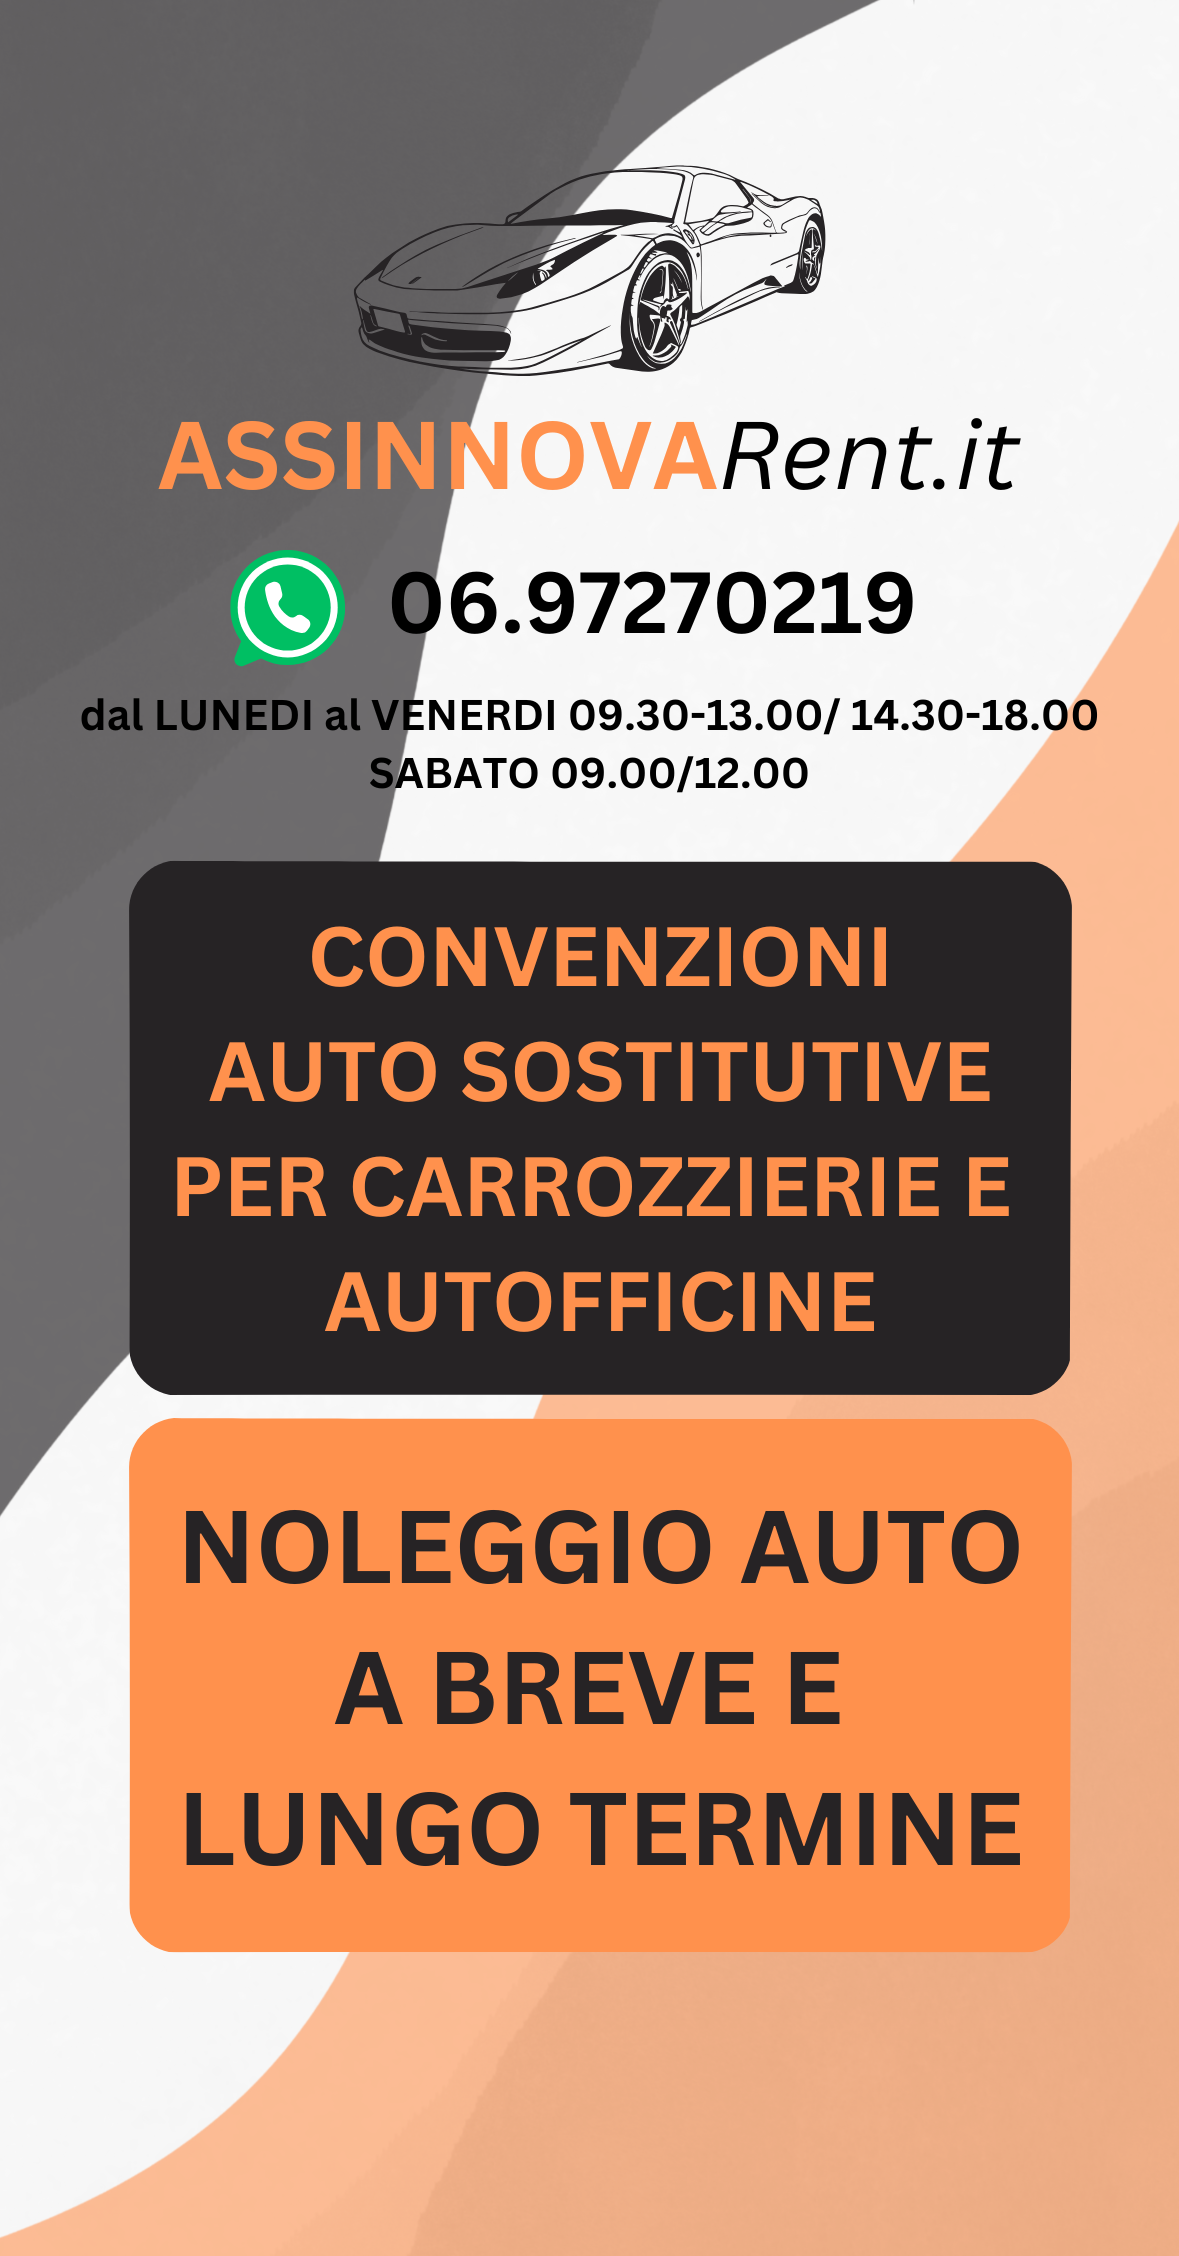 ASSINNOVARent.it
06.97270219
dal LUNEDI al VENERDI 09.30-13.00/ 14.30-18.00
SABATO 09.00/12.00
CONVENZIONI
AUTO SOSTITUTIVE
PER CARROZZIERIE E
AUTOFFICINE
NOLEGGIO AUTO
A BREVE E
LUNGO TERMINE